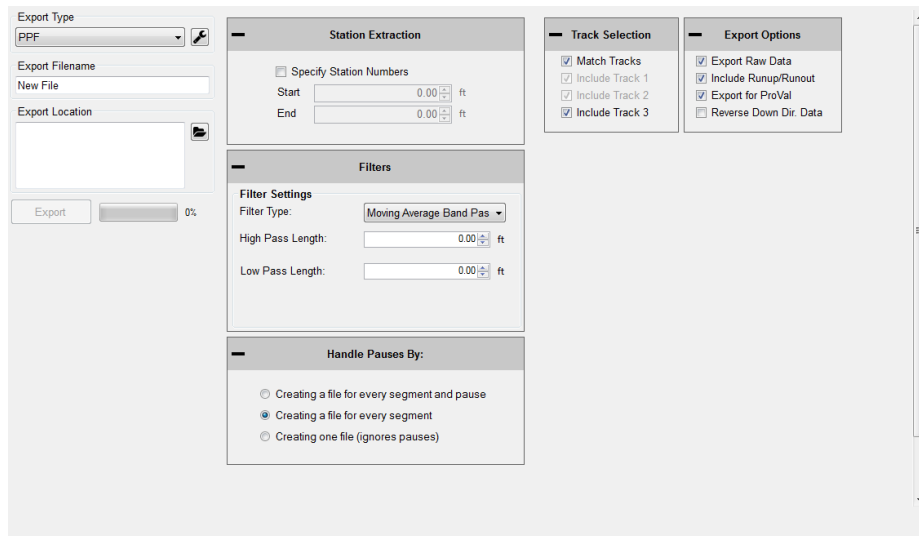 Export Type
PPF
Export Filename
New File
Export Location
Export
0%
Station Extraction
Specify Station Numbers
Start 0.00 ft
End 0.00 ft
Filters
Filter Settings
Filter Type: Moving Average Band Pas
High Pass Length: 0.00 ft
Low Pass Length: 0.00 ft
Handle Pauses By:
Creating a file for every segment and pause
Creating a file for every segment
Creating one file (ignores pauses)
Track Selection
Match Tracks
Include Track 1
Include Track 2
Include Track 3
Export Options
Export Raw Data
Include Runup/Runout
Export for ProVal
Reverse Down Dir. Data